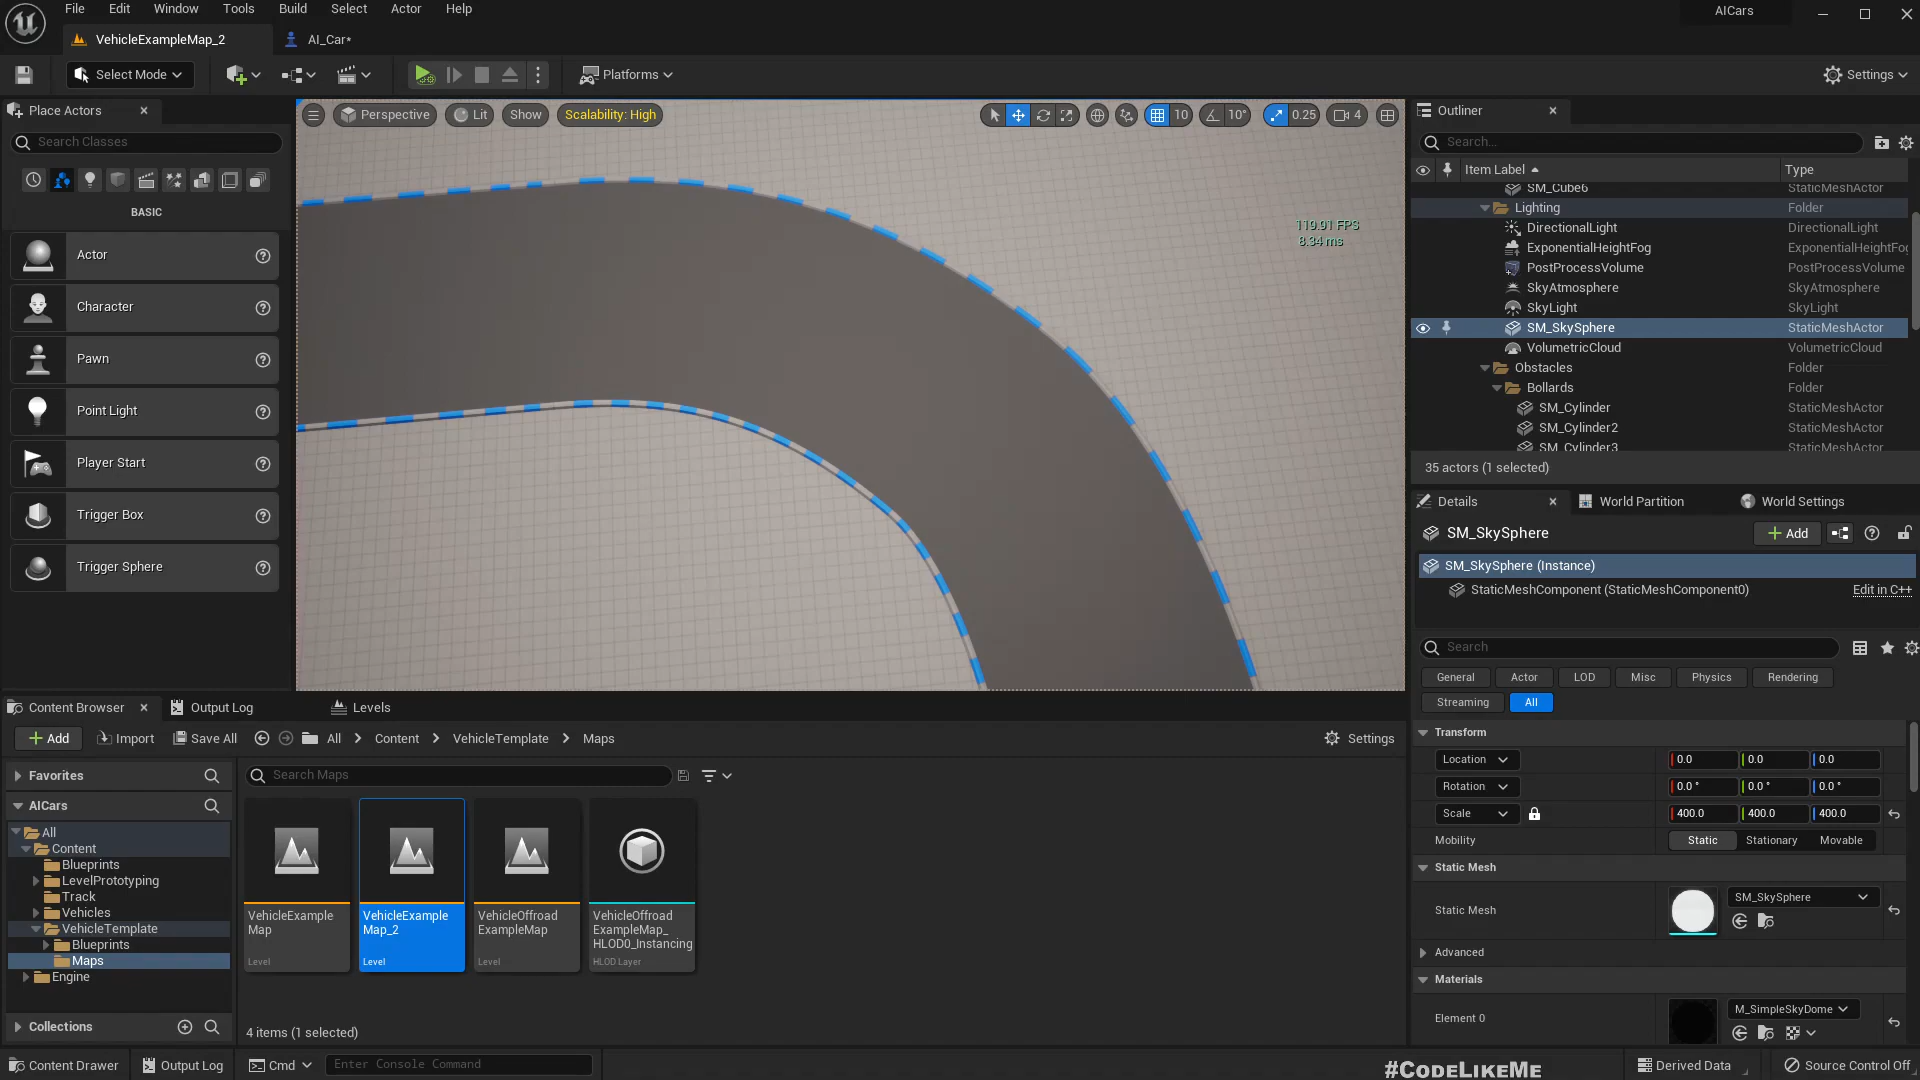 File Edit Window Tools Build Select Actor Help
AICars
VehicleExampleMap_2
AI_Car*
Select Mode
Platforms
Settings
Place Actors
Search Classes
BASIC
Actor
Character
Pawn
Point Light
Player Start
Trigger Box
Trigger Sphere
Perspective
Lit
Show
Scalability: High
10
10°
0.25
4
119.01 FPS
8.34 ms
Outliner
Search...
Item Label
Type
SM_Cube6 StaticMeshActor
Lighting Folder
DirectionalLight DirectionalLight
ExponentialHeightFog ExponentialHeightFog
PostProcessVolume PostProcessVolume
SkyAtmosphere SkyAtmosphere
SkyLight SkyLight
SM_SkySphere StaticMeshActor
VolumetricCloud VolumetricCloud
Obstacles Folder
Bollards Folder
SM_Cylinder StaticMeshActor
SM_Cylinder2 StaticMeshActor
SM_Cylinder3 StaticMeshActor
35 actors (1 selected)
Details
World Partition
World Settings
SM_SkySphere
Add
SM_SkySphere (Instance)
StaticMeshComponent (StaticMeshComponent0)
Edit in C++
Search
General Actor LOD Misc Physics Rendering
Streaming All
Transform
Location 0.0 0.0 0.0
Rotation 0.0° 0.0° 0.0°
Scale 400.0 400.0 400.0
Mobility Static Stationary Movable
Static Mesh
Static Mesh SM_SkySphere
Advanced
Materials
Element 0 M_SimpleSkyDome
Content Browser
Output Log
Levels
Add
Import
Save All
All
Content
VehicleTemplate
Maps
Settings
Favorites
AICars
All
Content
Blueprints
LevelPrototyping
Track
Vehicles
VehicleTemplate
Blueprints
Maps
Engine
Collections
Search Maps
VehicleExample
Map
Level
VehicleExample
Map_2
Level
VehicleOffroad
ExampleMap
Level
VehicleOffroad
ExampleMap_
HLOD0_Instancing
HLOD Layer
4 items (1 selected)
Content Drawer
Output Log
Cmd
Enter Console Command
#CODELIKEME
Derived Data
Source Control Off